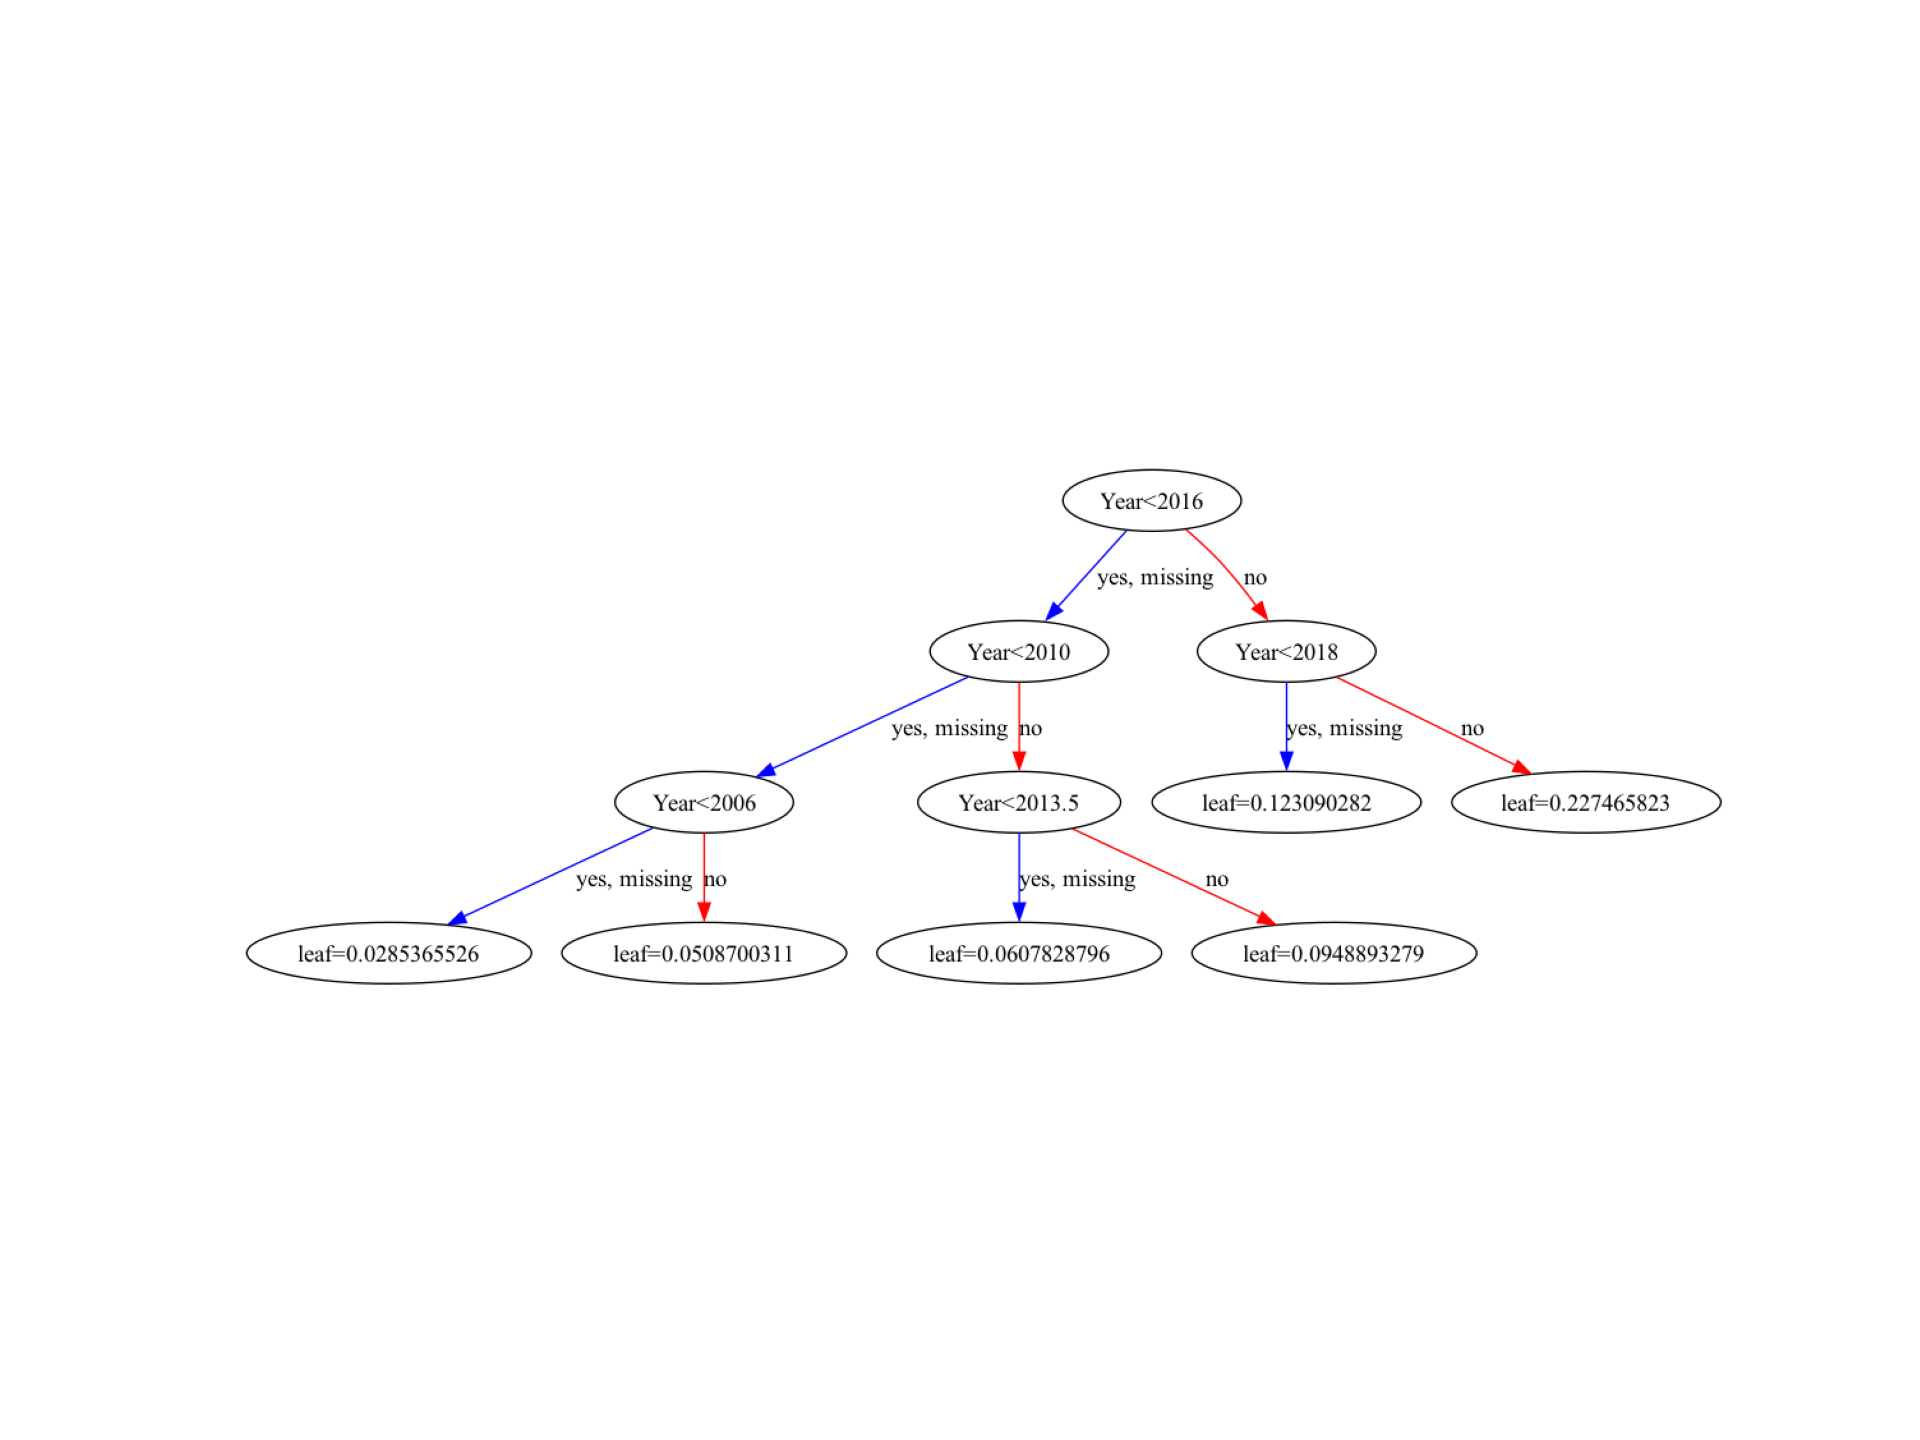 Year<2016
yes, missing
no
Year<2010
Year<2018
yes, missing
no
yes, missing
no
Year<2006
Year<2013.5
leaf=0.123090282
leaf=0.227465823
yes, missing
no
yes, missing
no
leaf=0.0285365526
leaf=0.0508700311
leaf=0.0607828796
leaf=0.0948893279